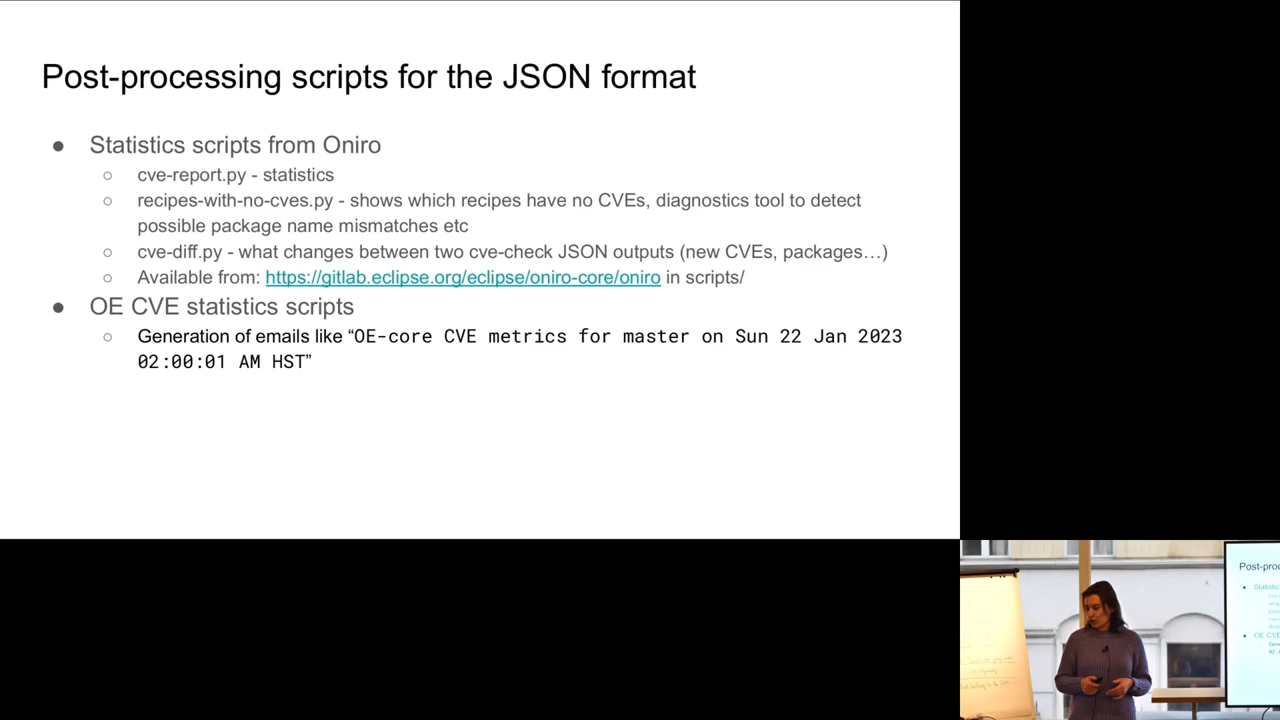 Post-processing scripts for the JSON format
● Statistics scripts from Oniro
○ cve-report.py - statistics
○ recipes-with-no-cves.py - shows which recipes have no CVEs, diagnostics tool to detect
possible package name mismatches etc
○ cve-diff.py - what changes between two cve-check JSON outputs (new CVEs, packages…)
○ Available from: https://gitlab.eclipse.org/eclipse/oniro-core/oniro in scripts/
● OE CVE statistics scripts
○ Generation of emails like “OE-core CVE metrics for master on Sun 22 Jan 2023
02:00:01 AM HST”
Post-proc
Statistic
OE CVE